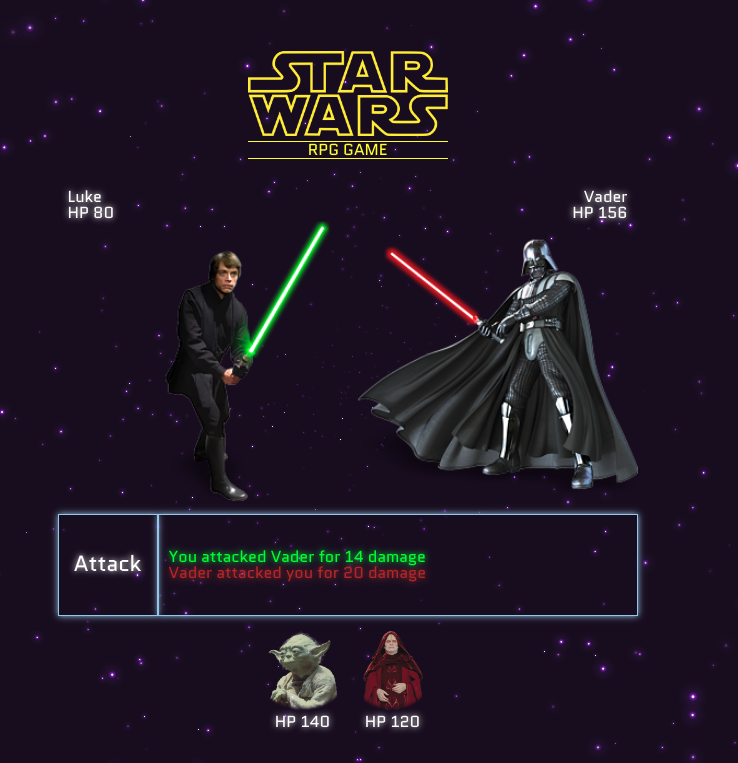 STAR
WARS
RPG GAME
Luke
HP 80
Vader
HP 156
Attack
You attacked Vader for 14 damage
Vader attacked you for 20 damage
HP 140
HP 120